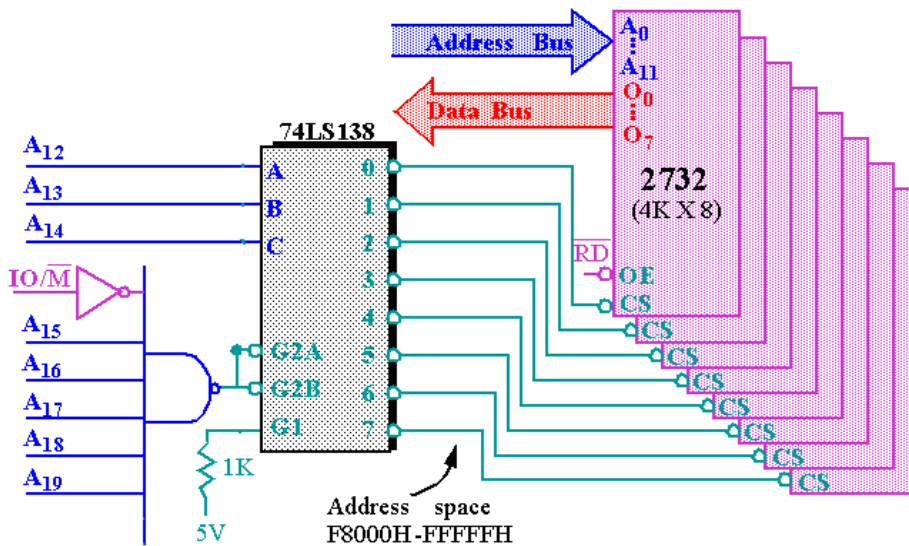 Address Bus
A0
A11
O0
O7
Data Bus
2732
(4K X 8)
RD
OE
CS
CS
CS
CS
CS
CS
CS
CS
74LS138
A12
A13
A14
A
B
C
0
1
2
3
4
5
6
7
IO/M
A15
A16
A17
A18
A19
G2A
G2B
G1
1K
5V
Address space
F8000H-FFFFFH